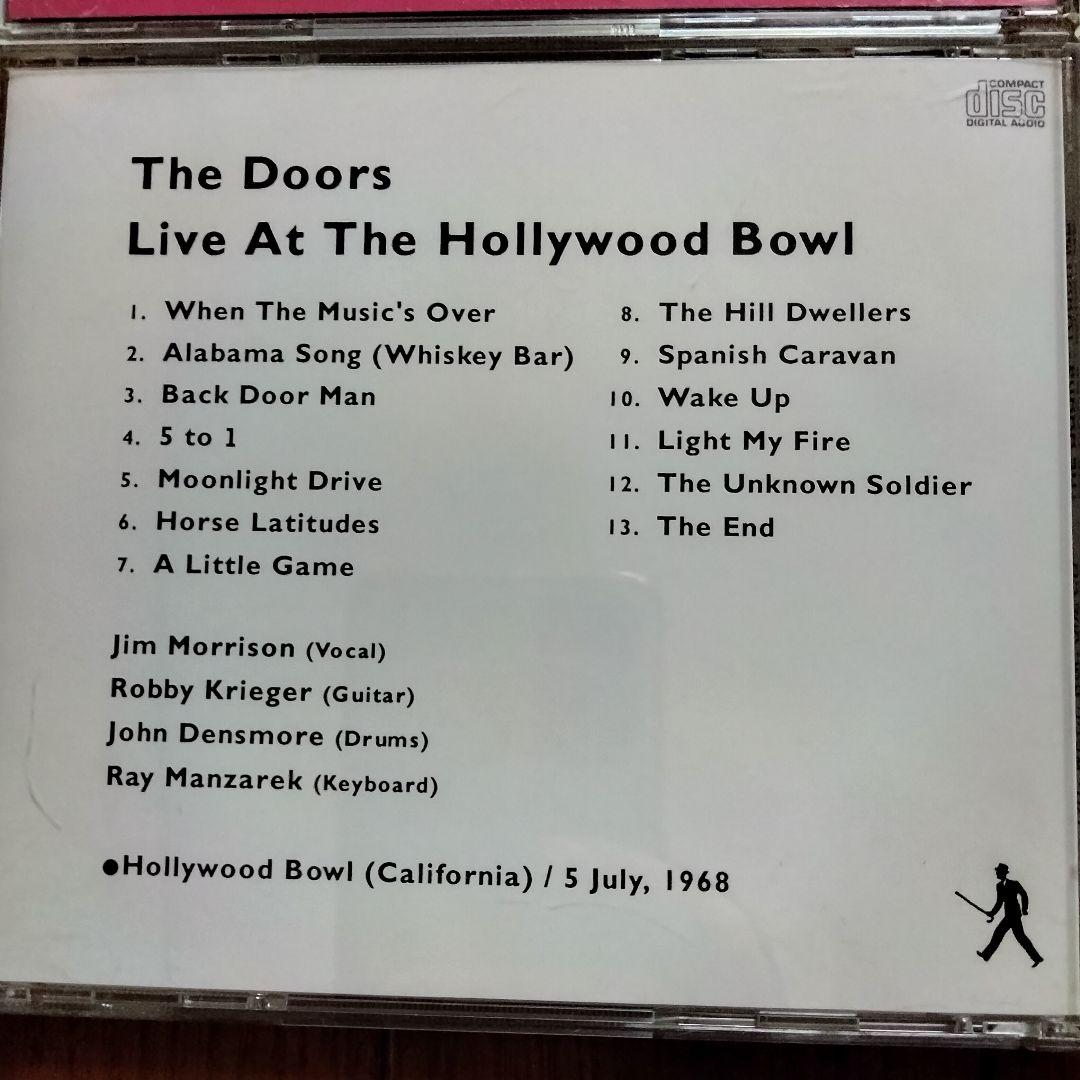 COMPACT
disc
DIGITAL AUDIO
The Doors
Live At The Hollywood Bowl
1. When The Music's Over
2. Alabama Song (Whiskey Bar)
3. Back Door Man
4. 5 to 1
5. Moonlight Drive
6. Horse Latitudes
7. A Little Game
8. The Hill Dwellers
9. Spanish Caravan
10. Wake Up
11. Light My Fire
12. The Unknown Soldier
13. The End
Jim Morrison (Vocal)
Robby Krieger (Guitar)
John Densmore (Drums)
Ray Manzarek (Keyboard)
●Hollywood Bowl (California) / 5 July, 1968